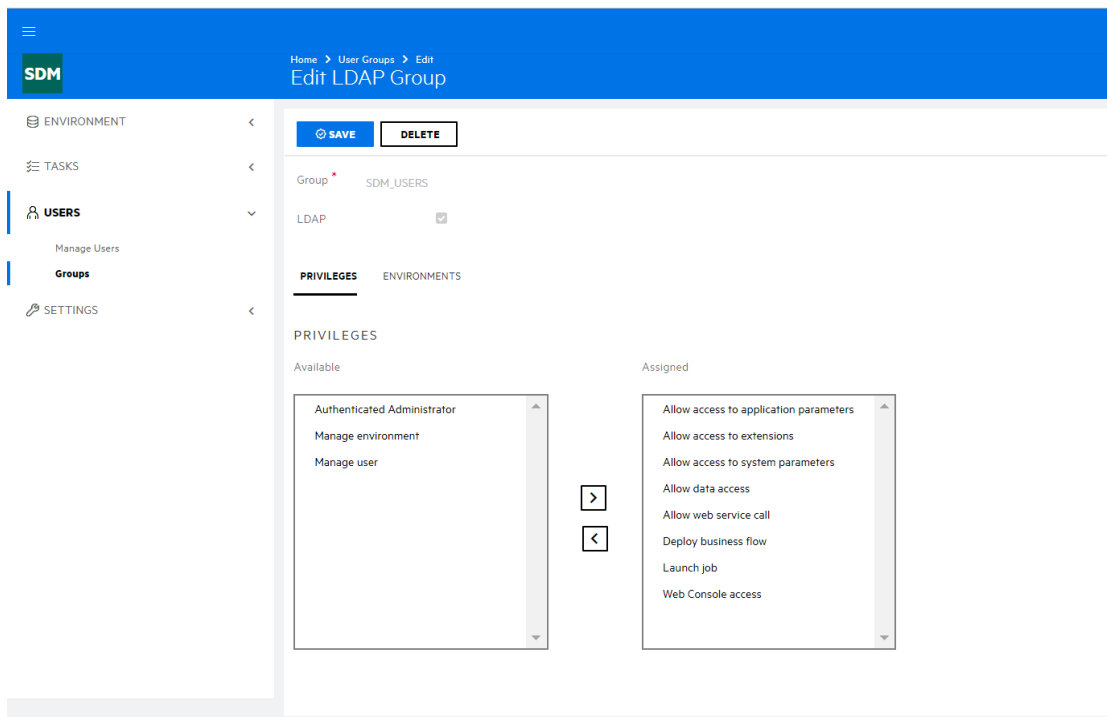 SDM
Home > User Groups > Edit
Edit LDAP Group
ENVIRONMENT
TASKS
USERS
Manage Users
Groups
SETTINGS
SAVE DELETE
Group * SDM_USERS
LDAP
PRIVILEGES ENVIRONMENTS
PRIVILEGES
Available
Authenticated Administrator
Manage environment
Manage user
Assigned
Allow access to application parameters
Allow access to extensions
Allow access to system parameters
Allow data access
Allow web service call
Deploy business flow
Launch job
Web Console access